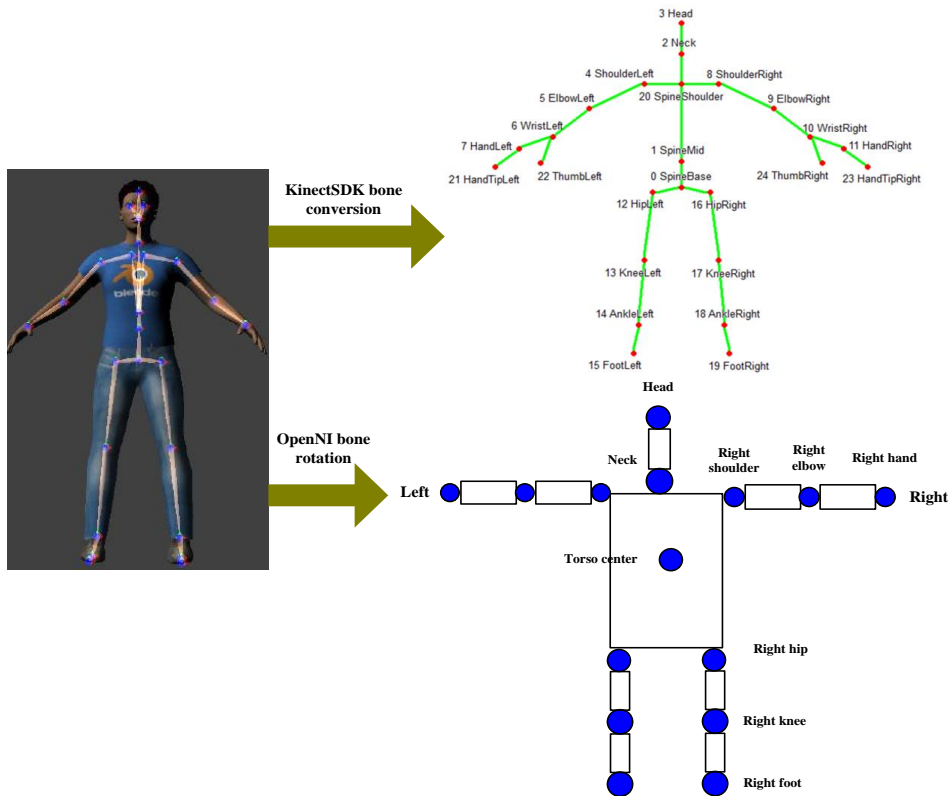 3 Head
2 Neck
4 ShoulderLeft
8 ShoulderRight
20 SpineShoulder
5 ElbowLeft
9 ElbowRight
6 WristLeft
10 WristRight
7 HandLeft
11 HandRight
1 SpineMid
21 HandTipLeft
22 ThumbLeft
0 SpineBase
24 ThumbRight
23 HandTipRight
12 HipLeft
16 HipRight
13 KneeLeft
17 KneeRight
14 AnkleLeft
18 AnkleRight
15 FootLeft
19 FootRight
KinectSDK bone
conversion
OpenNI bone
rotation
Head
Neck
Right
shoulder
Right
elbow
Right hand
Left
Right
Torso center
Right hip
Right knee
Right foot